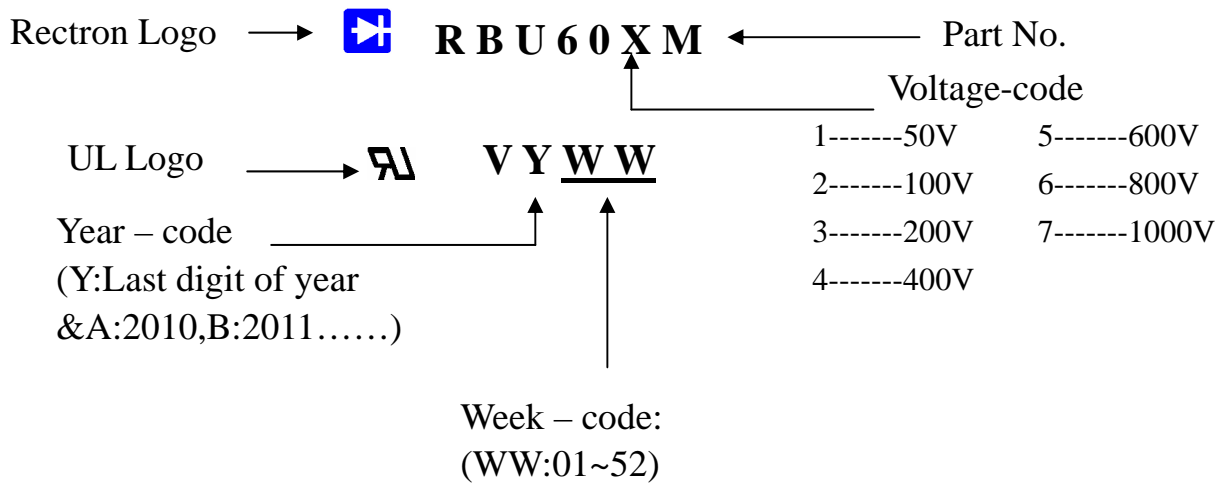 Rectron Logo R B U 6 0 X M Part No.
Voltage-code
1-------50V 5-------600V
2-------100V 6-------800V
3-------200V 7-------1000V
4-------400V
UL Logo V Y W W
Year – code
(Y:Last digit of year
&A:2010,B:2011……)
Week – code:
(WW:01~52)